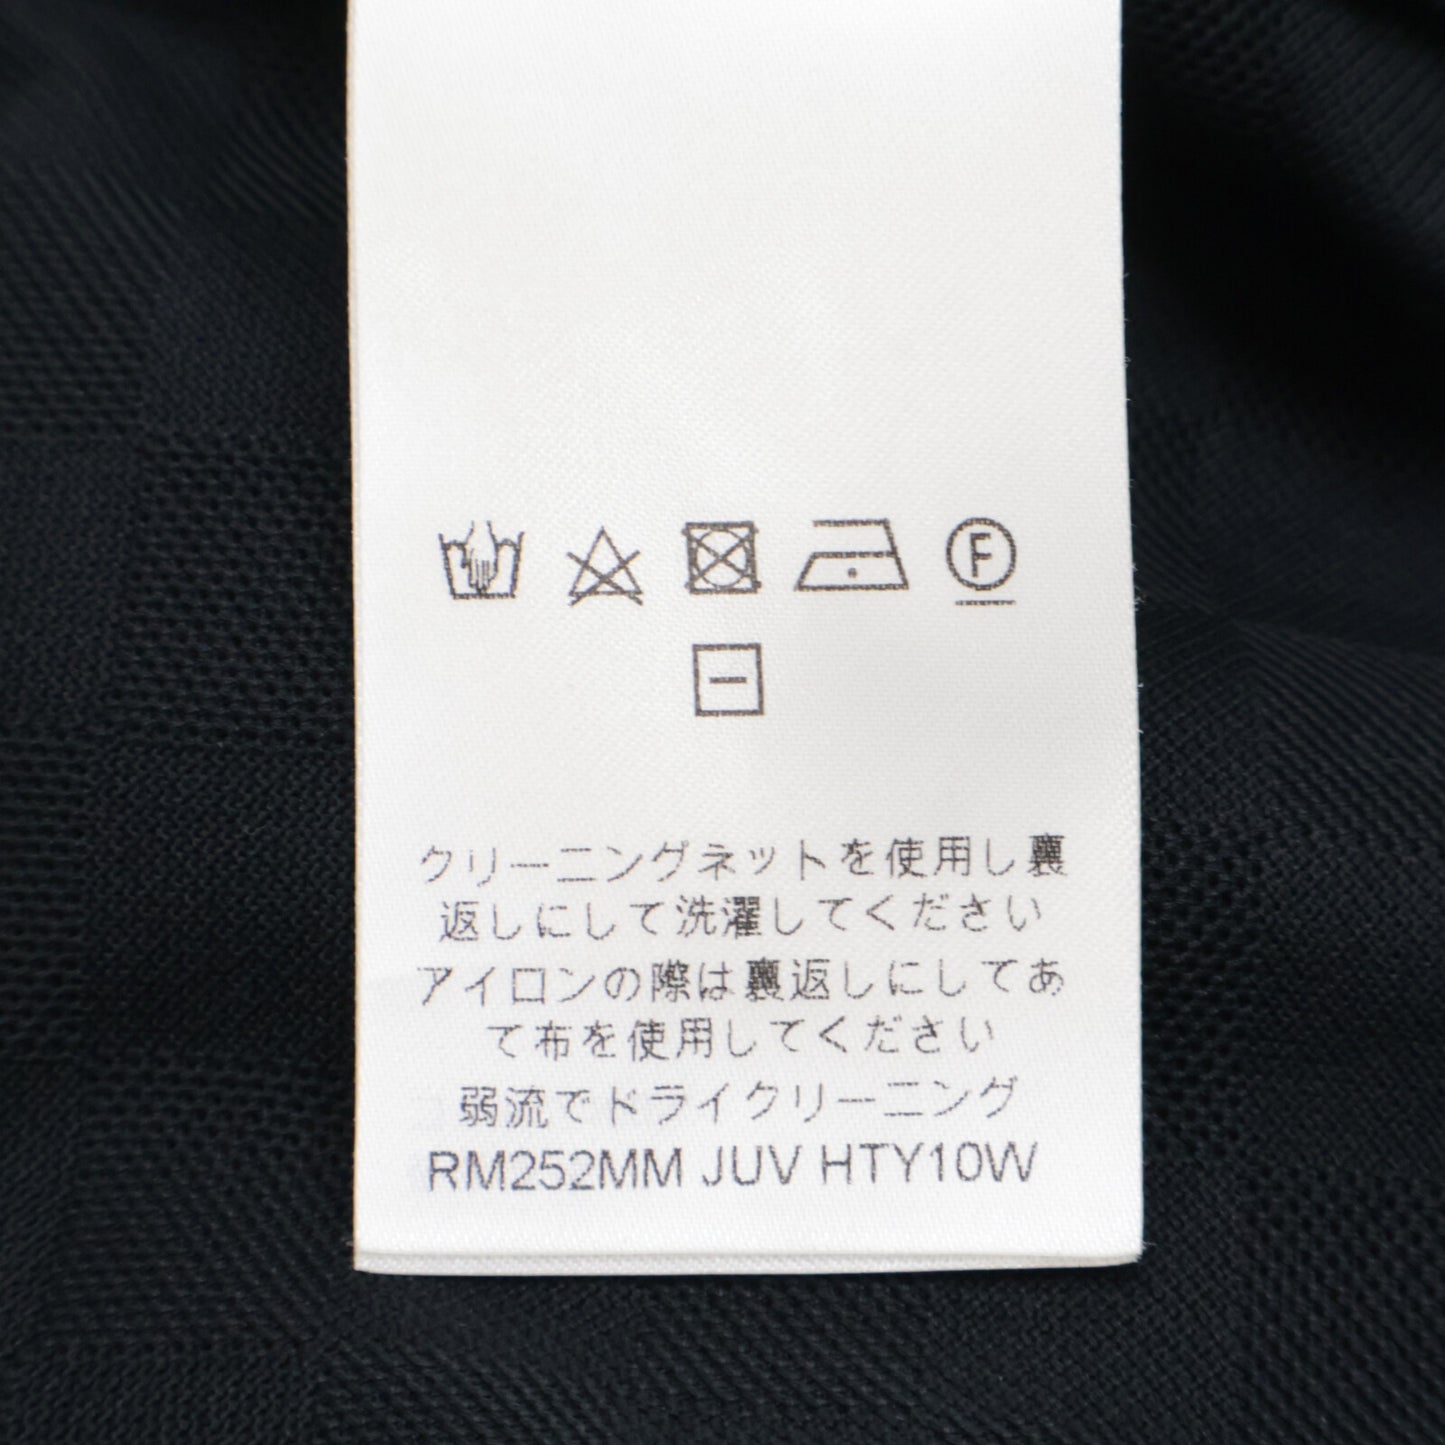 F
クリーニングネットを使用し裏
返しにして洗濯してください
アイロンの際は裏返しにしてあ
て布を使用してください
弱流でドライクリーニング
RM252MM JUV HTY10W